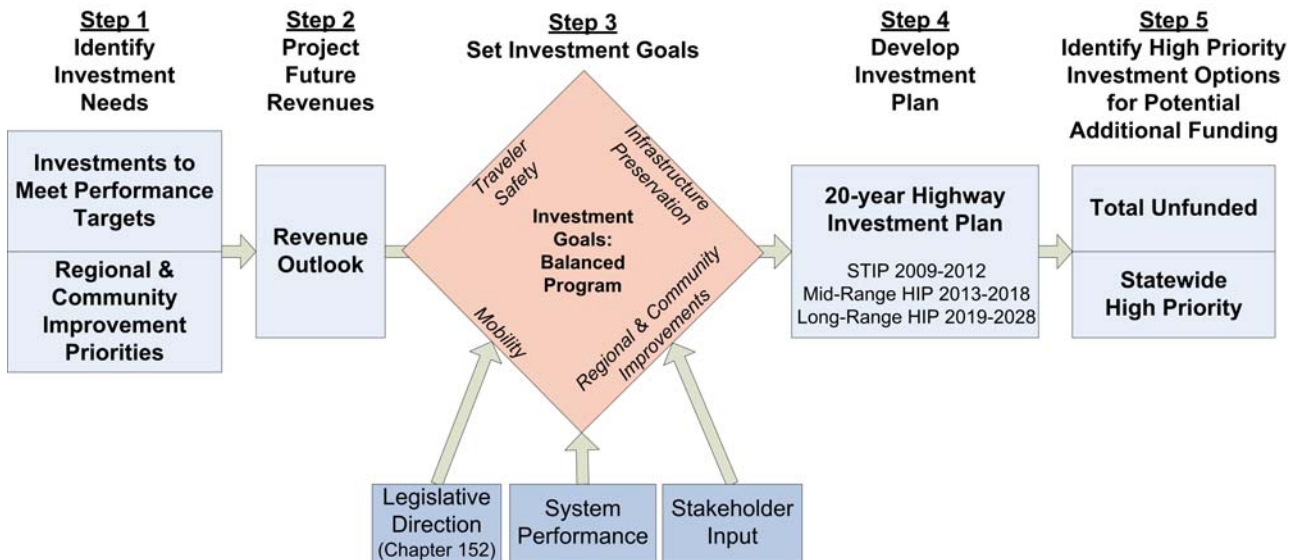 Step 1
Identify
Investment
Needs
Step 2
Project
Future
Revenues
Step 3
Set Investment Goals
Step 4
Develop
Investment
Plan
Step 5
Identify High Priority
Investment Options
for Potential
Additional Funding
Investments to
Meet Performance
Targets
Regional &
Community
Improvement
Priorities
Revenue
Outlook
Traveler
Safety
Infrastructure
Preservation
Investment
Goals:
Balanced
Program
Mobility
Regional & Community
Improvements
20-year Highway
Investment Plan
STIP 2009-2012
Mid-Range HIP 2013-2018
Long-Range HIP 2019-2028
Total Unfunded
Statewide
High Priority
Legislative
Direction
(Chapter 152)
System
Performance
Stakeholder
Input